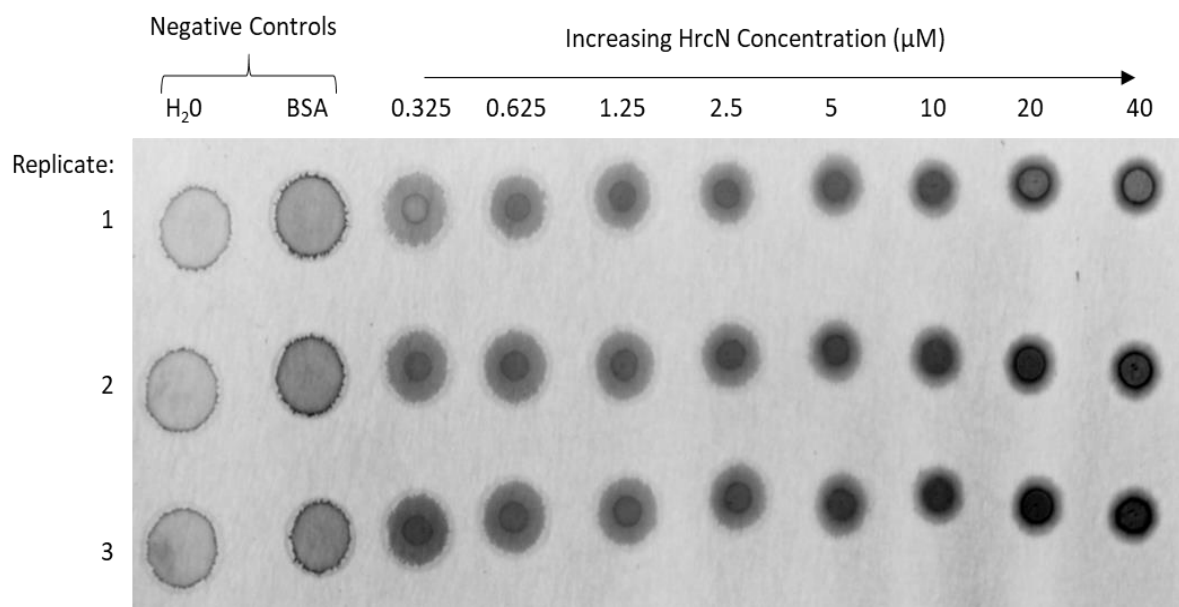 Negative Controls
Increasing HrcN Concentration (µM)
H₂0 BSA 0.325 0.625 1.25 2.5 5 10 20 40
Replicate:
1
2
3